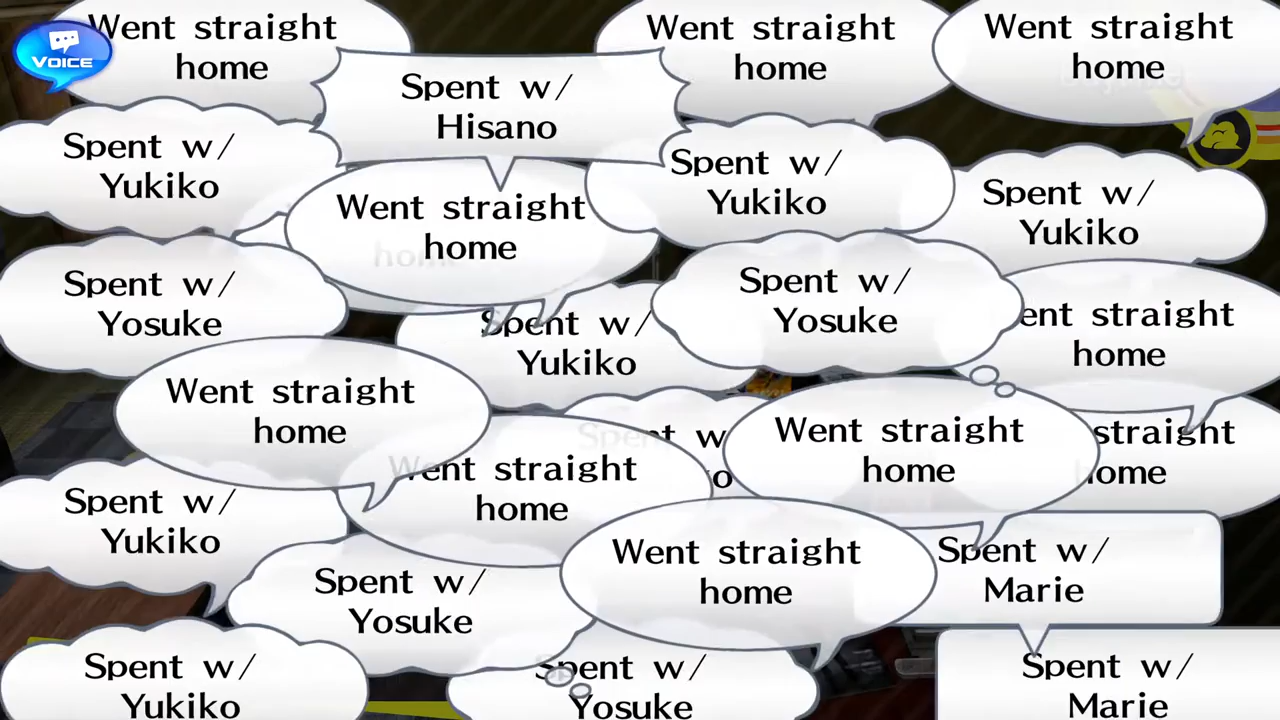 Went straight
home
Went straight
home
Went straight
home
VOICE
Spent w/
Hisano
Spent w/
Yukiko
Spent w/
Yukiko
Spent w/
Yukiko
Went straight
home
Spent w/
Yosuke
Spent w/
Yosuke
Spent w/
Yukiko
ent straight
home
Went straight
home
Went straight
home
straight
home
Spent w
o
Went straight
home
Spent w/
Yukiko
Went straight
home
Spent w/
Marie
Spent w/
Yosuke
Spent w/
Yukiko
Spent w/
Yosuke
Spent w/
Marie